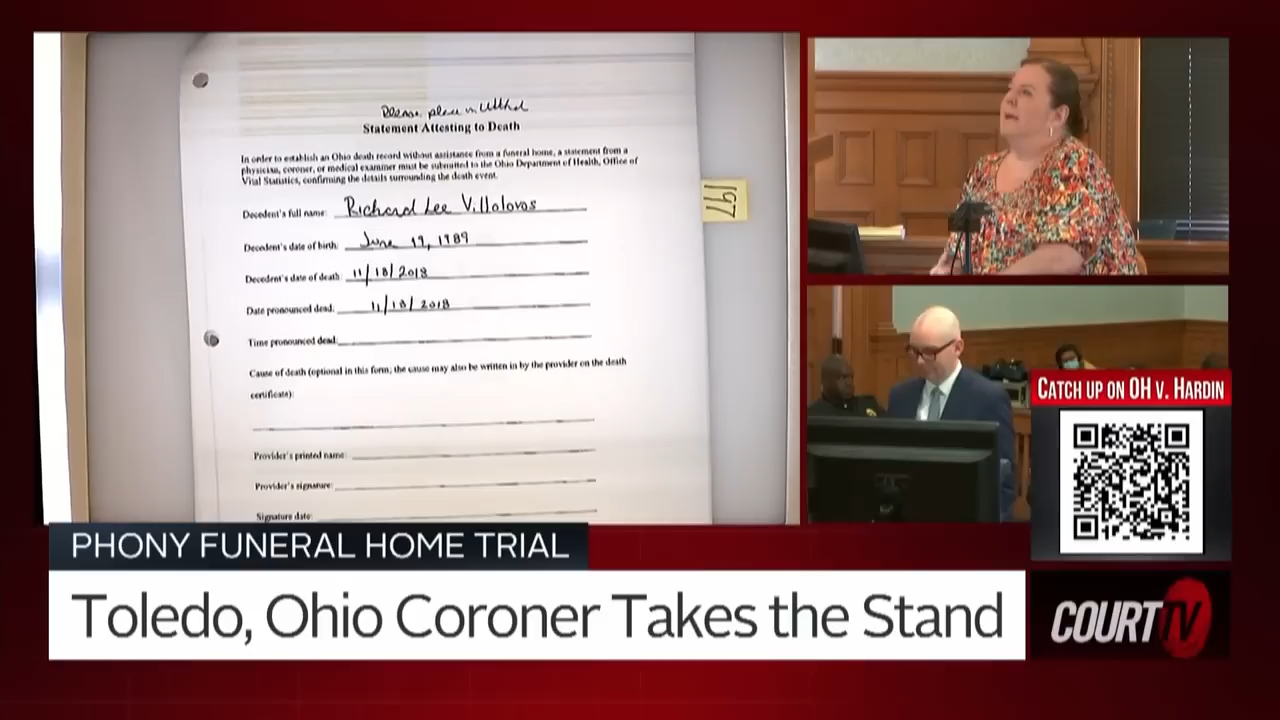 Please place in
Statement Attesting to Death
In order to establish an Ohio death record without assistance from a funeral home, a statement from a
physician, coroner, or medical examiner must be submitted to the Ohio Department of Health, Office of
Vital Statistics, confirming the details surrounding the death event.
Decedent's full name: Richard Lee Villalovos
Decedent's date of birth: June 19, 1989
Decedent's date of death: 11/18/2018
Date pronounced dead: 11/18/2018
Time pronounced dead:
Cause of death (optional in this form; the cause may also be written in by the provider on the death
certificate):
Provider's printed name:
Provider's signature:
Signature date:
197
CATCH UP ON OH V. HARDIN
PHONY FUNERAL HOME TRIAL
Toledo, Ohio Coroner Takes the Stand
COURT TV